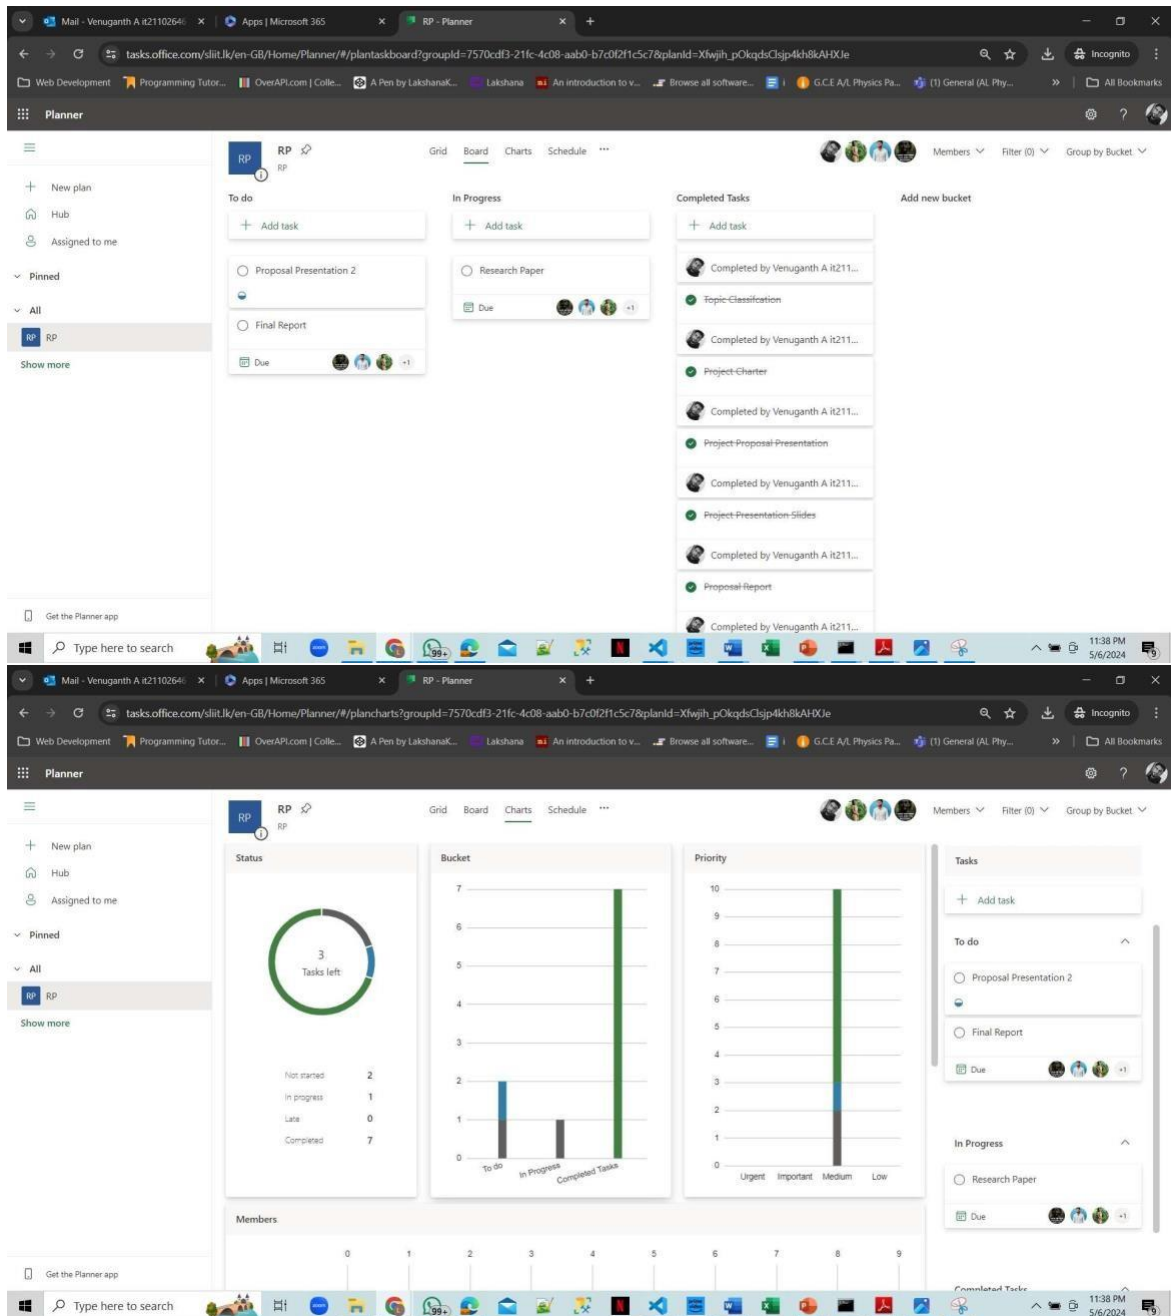 Mail - Venuganth A it21102646
Apps | Microsoft 365
RP - Planner
tasks.office.com/sliit.lk/en-GB/Home/Planner/#/plantaskboard?groupId=7570cdf3-21fc-4c08-aab0-b7c0f2f1c5c7&planId=Xfwjih_pOkqdsClsjp4kh8kAHXJe
Incognito
Web Development
Programming Tutor...
OverAPI.com | Colle...
A Pen by LakshanaK...
Lakshana
An introduction to v...
Browse all software...
G.C.E A/L Physics Pa...
(1) General (AL Phy...
All Bookmarks
Planner
RP
RP
RP
Grid
Board
Charts
Schedule
Members
Filter (0)
Group by Bucket
New plan
Hub
Assigned to me
Pinned
All
RP RP
Show more
Get the Planner app
To do
Add task
Proposal Presentation 2
Final Report
Due
+1
In Progress
Add task
Research Paper
Due
+1
Completed Tasks
Add task
Completed by Venuganth A it211...
Topic Classifcation
Completed by Venuganth A it211...
Project Charter
Completed by Venuganth A it211...
Project Proposal Presentation
Completed by Venuganth A it211...
Project Presentation Slides
Completed by Venuganth A it211...
Proposal Report
Completed by Venuganth A it211...
Add new bucket
Type here to search
99+
11:38 PM
5/6/2024
9
Mail - Venuganth A it21102646
Apps | Microsoft 365
RP - Planner
tasks.office.com/sliit.lk/en-GB/Home/Planner/#/plancharts?groupId=7570cdf3-21fc-4c08-aab0-b7c0f2f1c5c7&planId=Xfwjih_pOkqdsClsjp4kh8kAHXJe
Incognito
Web Development
Programming Tutor...
OverAPI.com | Colle...
A Pen by LakshanaK...
Lakshana
An introduction to v...
Browse all software...
G.C.E A/L Physics Pa...
(1) General (AL Phy...
All Bookmarks
Planner
RP
RP
RP
Grid
Board
Charts
Schedule
Members
Filter (0)
Group by Bucket
New plan
Hub
Assigned to me
Pinned
All
RP RP
Show more
Get the Planner app
Status
3
Tasks left
Not started 2
In progress 1
Late 0
Completed 7
Bucket
7
6
5
4
3
2
1
0
To do
In Progress
Completed Tasks
Priority
10
9
8
7
6
5
4
3
2
1
0
Urgent
Important
Medium
Low
Members
0 1 2 3 4 5 6 7 8 9
Tasks
Add task
To do
Proposal Presentation 2
Final Report
Due
+1
In Progress
Research Paper
Due
+1
Completed Tasks
Type here to search
99+
11:38 PM
5/6/2024
9